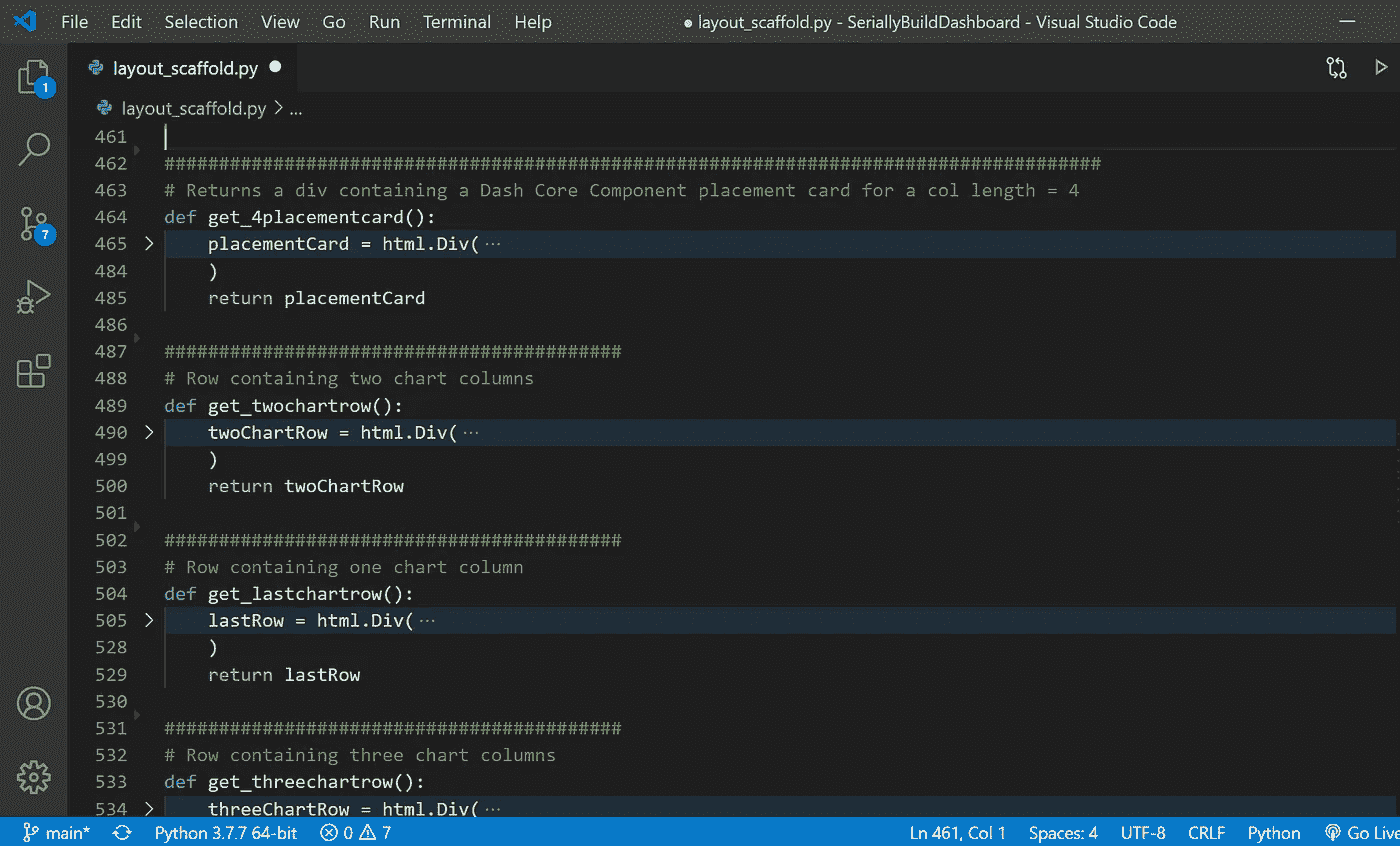 File Edit Selection View Go Run Terminal Help ● layout_scaffold.py - SeriallyBuildDashboard - Visual Studio Code
1 layout_scaffold.py ●
layout_scaffold.py > ...
461
462 ######################################################################################
463 # Returns a div containing a Dash Core Component placement card for a col length = 4
464 def get_4placementcard():
465 > placementCard = html.Div( ···
484 )
485 return placementCard
486
487 ##########################################
488 # Row containing two chart columns
489 def get_twochartrow():
490 > twoChartRow = html.Div( ···
499 )
500 return twoChartRow
501
502 ##########################################
503 # Row containing one chart column
504 def get_lastchartrow():
505 > lastRow = html.Div( ···
528 )
529 return lastRow
530
531 ##########################################
532 # Row containing three chart columns
533 def get_threechartrow():
534 > threeChartRow = html.Div( ···
7
main* Python 3.7.7 64-bit 0 7 Ln 461, Col 1 Spaces: 4 UTF-8 CRLF Python Go Live